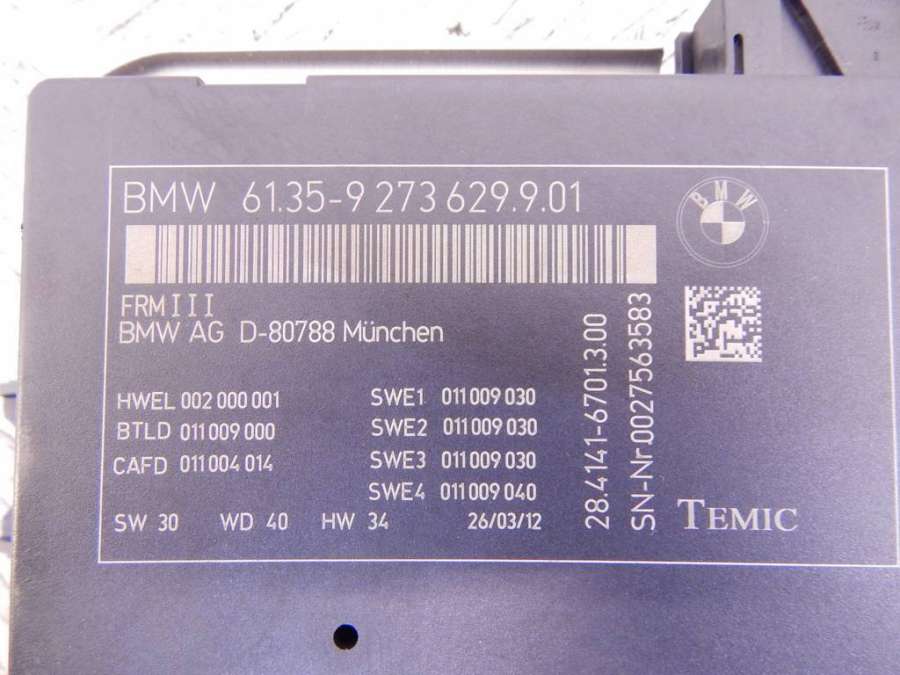 BMW 61.35-9 273 629.9.01
BMW
FRM III
BMW AG D-80788 München
HWEL 002 000 001
BTLD 011 009 000
CAFD 011 004 014
SWE1 011 009 030
SWE2 011 009 030
SWE3 011 009 030
SWE4 011 009 040
SW 30 WD 40 HW 34 26/03/12
28.4141-6701.3.00
SN-Nr.0027563583
TEMIC